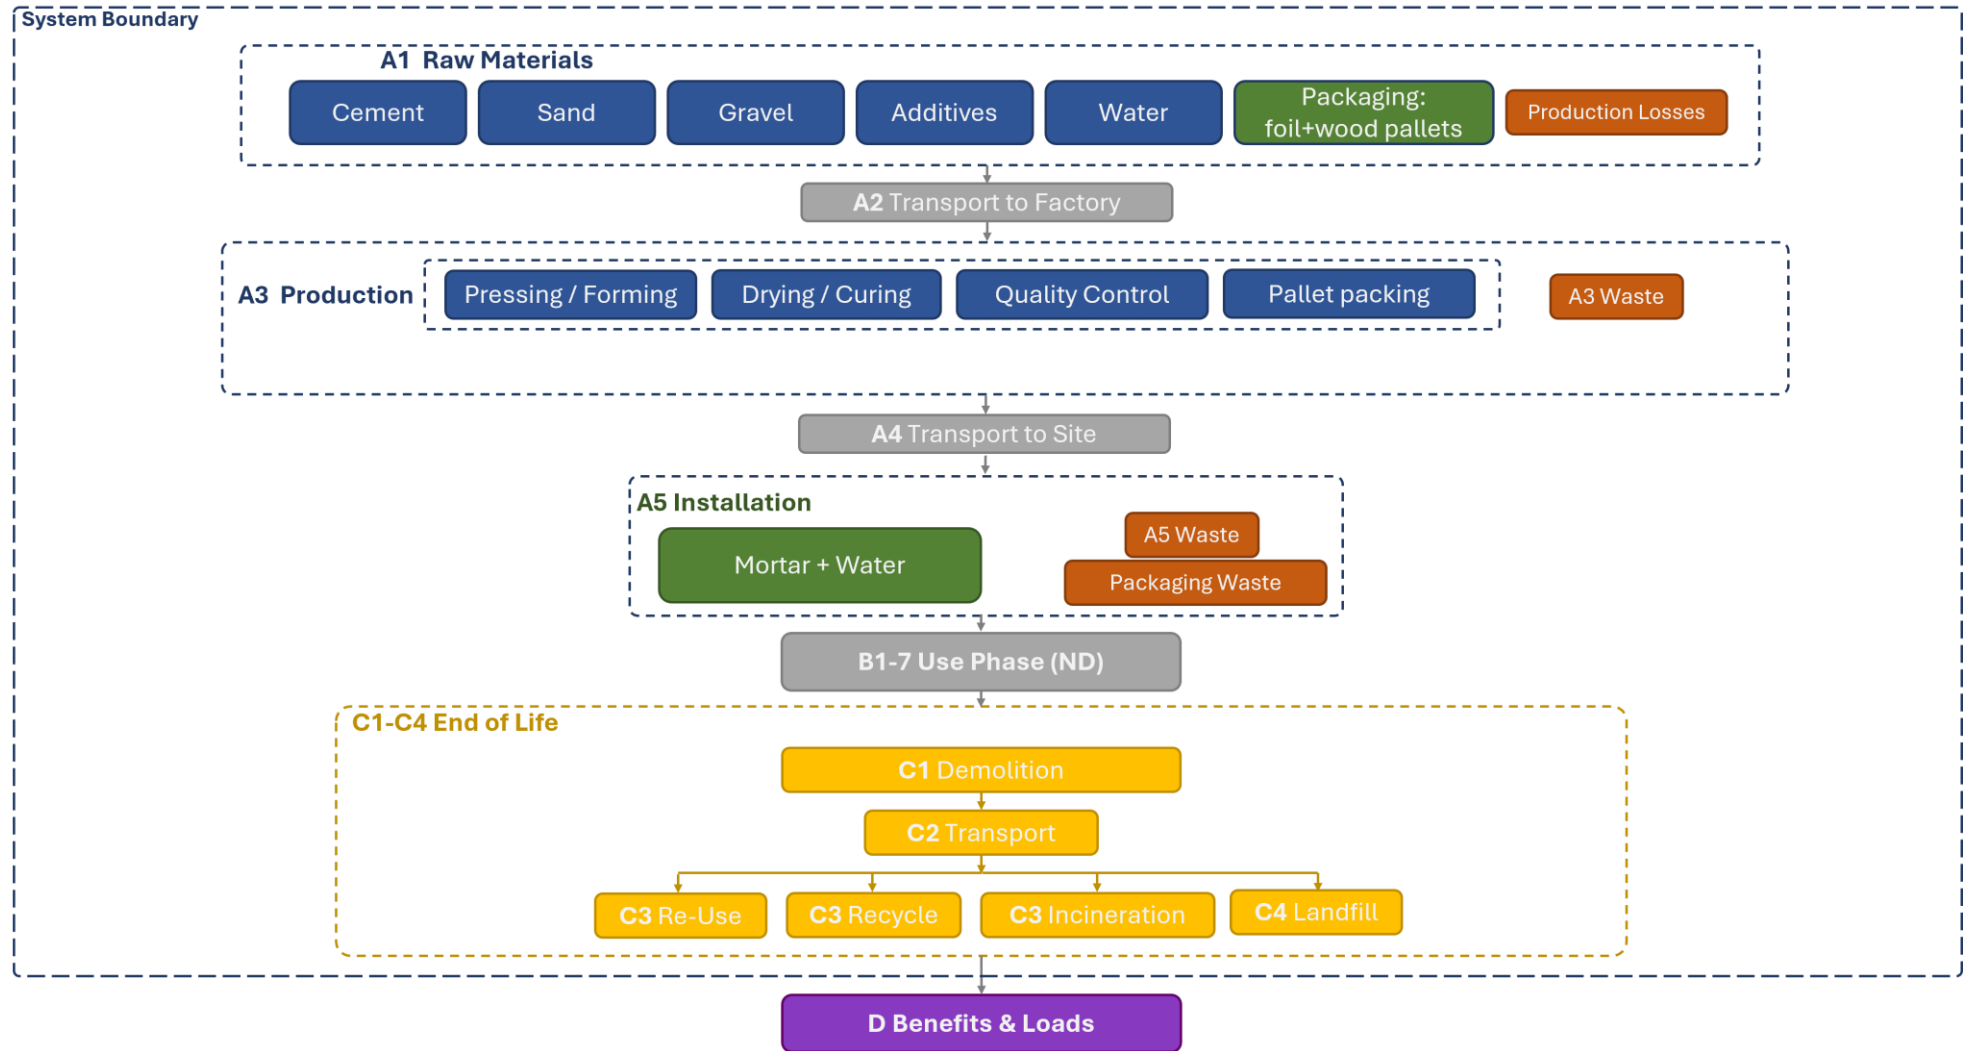 System Boundary
A1 Raw Materials
Cement
Sand
Gravel
Additives
Water
Packaging:
foil+wood pallets
Production Losses
A2 Transport to Factory
A3 Production
Pressing / Forming
Drying / Curing
Quality Control
Pallet packing
A3 Waste
A4 Transport to Site
A5 Installation
Mortar + Water
A5 Waste
Packaging Waste
B1-7 Use Phase (ND)
C1-C4 End of Life
C1 Demolition
C2 Transport
C3 Re-Use
C3 Recycle
C3 Incineration
C4 Landfill
D Benefits & Loads